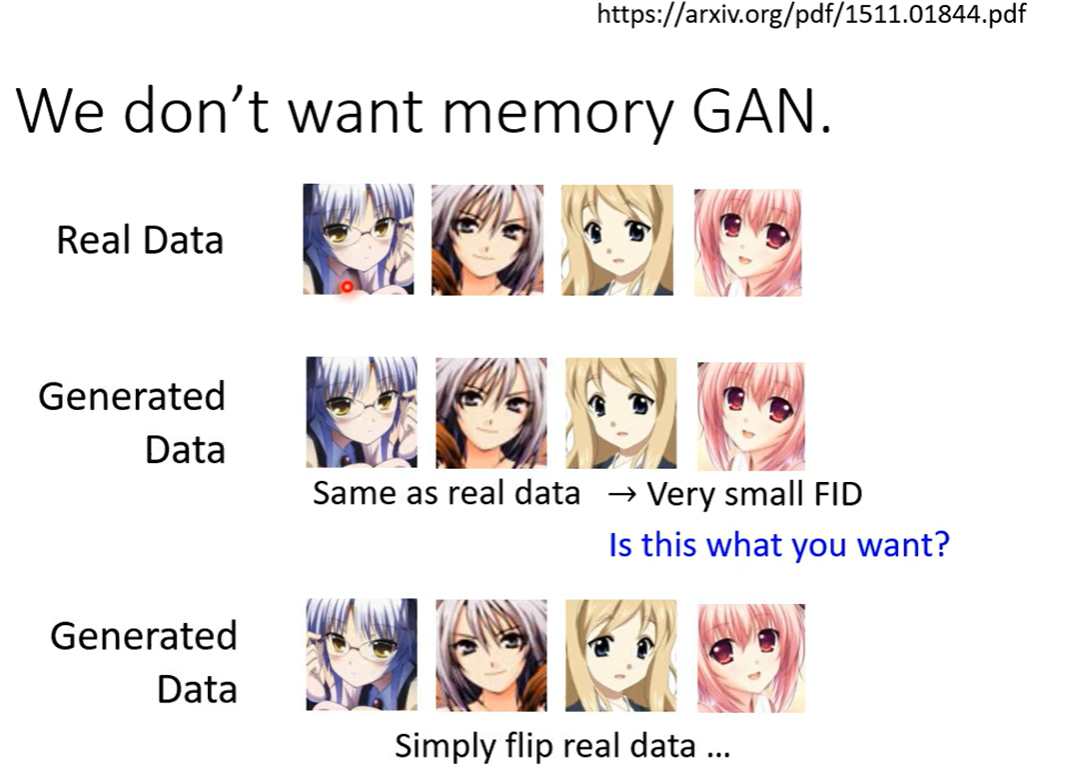 https://arxiv.org/pdf/1511.01844.pdf
We don’t want memory GAN.
Real Data
Generated
Data
Same as real data → Very small FID
Is this what you want?
Generated
Data
Simply flip real data ...